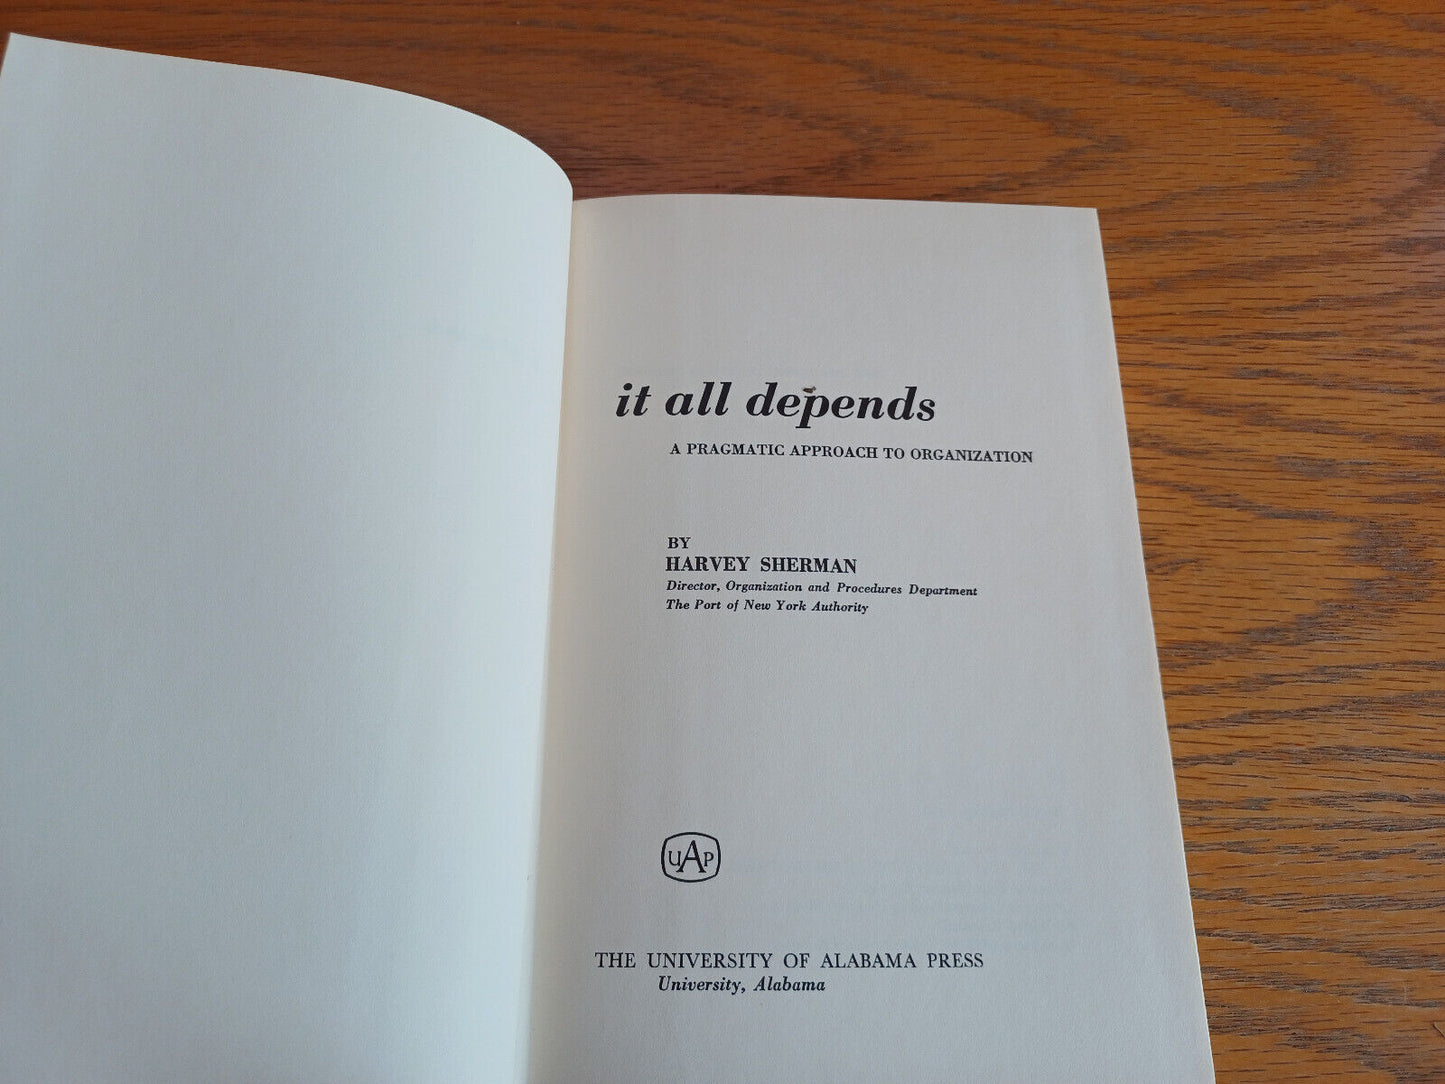 it all depends
A PRAGMATIC APPROACH TO ORGANIZATION
BY
HARVEY SHERMAN
Director, Organization and Procedures Department
The Port of New York Authority
UAP
THE UNIVERSITY OF ALABAMA PRESS
University, Alabama